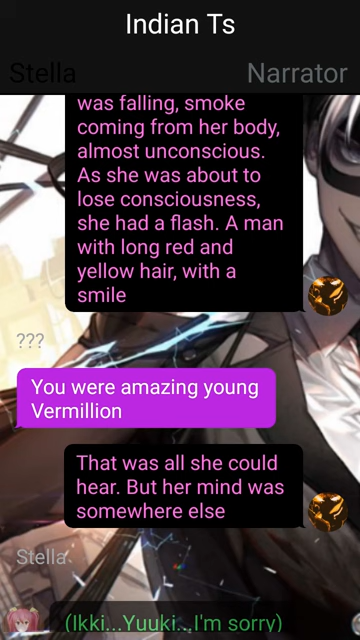 Indian Ts
Stella
Narrator
was falling, smoke
coming from her body,
almost unconscious.
As she was about to
lose consciousness,
she had a flash. A man
with long red and
yellow hair, with a
smile
???
You were amazing young
Vermillion
That was all she could
hear. But her mind was
somewhere else
Stella
(Ikki...Yuuki...I'm sorry)